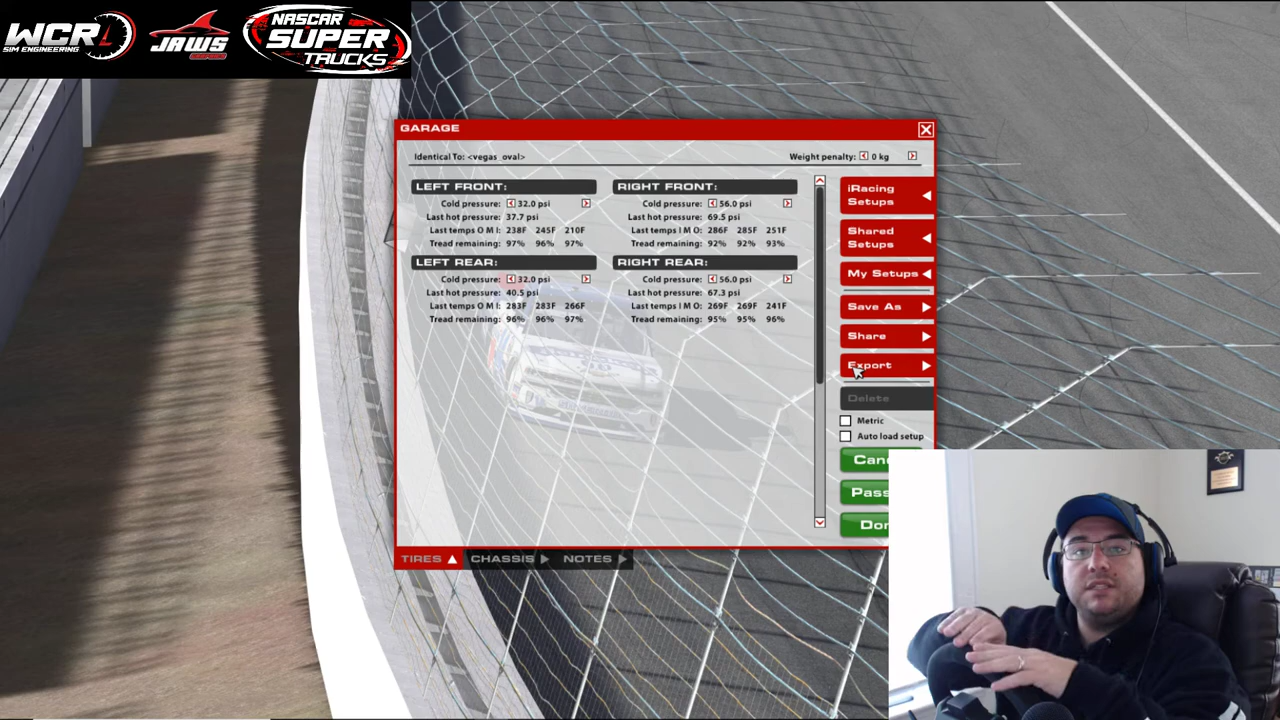 WCR
SIM ENGINEERING
JAWS
NASCAR
SUPER
TRUCKS
GARAGE
Identical To: <vegas_oval>
Weight penalty: 0 kg
LEFT FRONT:
Cold pressure: 32.0 psi
Last hot pressure: 37.7 psi
Last temps O M I: 238F 245F 210F
Tread remaining: 97% 96% 97%
RIGHT FRONT:
Cold pressure: 56.0 psi
Last hot pressure: 69.5 psi
Last temps I M O: 286F 285F 251F
Tread remaining: 92% 92% 93%
LEFT REAR:
Cold pressure: 32.0 psi
Last hot pressure: 40.5 psi
Last temps O M I: 283F 283F 266F
Tread remaining: 96% 96% 97%
RIGHT REAR:
Cold pressure: 56.0 psi
Last hot pressure: 67.3 psi
Last temps I M O: 269F 269F 241F
Tread remaining: 95% 95% 96%
iRacing
Setups
Shared
Setups
My Setups
Save As
Share
Export
Delete
Metric
Auto load setup
Canc
Pass
Don
TIRES
CHASSIS
NOTES